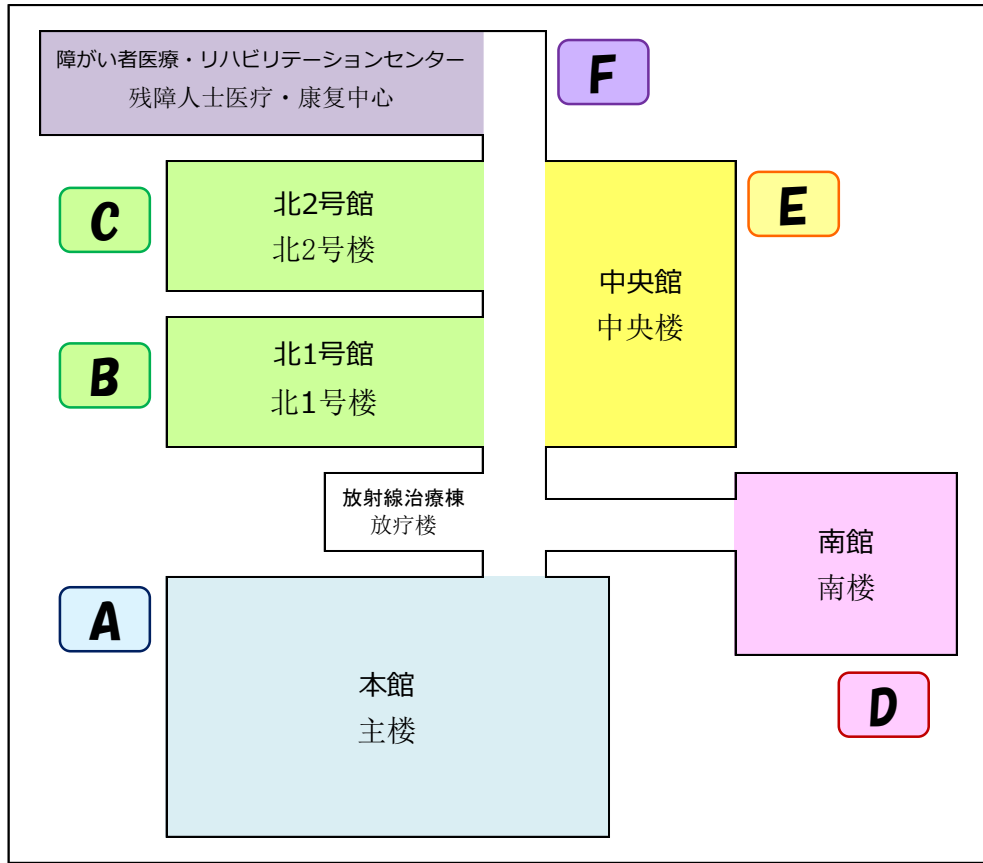 障がい者医療・リハビリテーションセンター
残障人士医疗・康复中心
F
C
北2号館
北2号楼
E
中央館
中央楼
B
北1号館
北1号楼
放射線治療棟
放疗楼
南館
南楼
A
本館
主楼
D